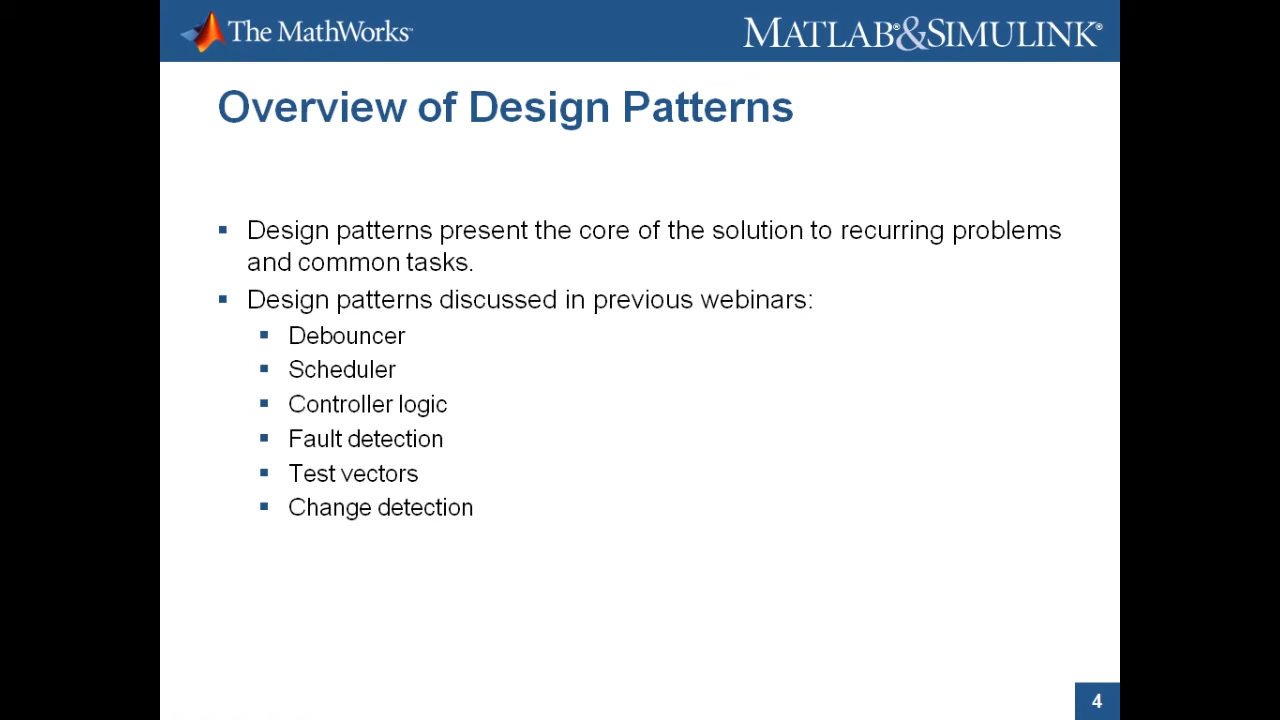 The MathWorks™
MATLAB®&SIMULINK®
Overview of Design Patterns
Design patterns present the core of the solution to recurring problems
and common tasks.
Design patterns discussed in previous webinars:
Debouncer
Scheduler
Controller logic
Fault detection
Test vectors
Change detection
4